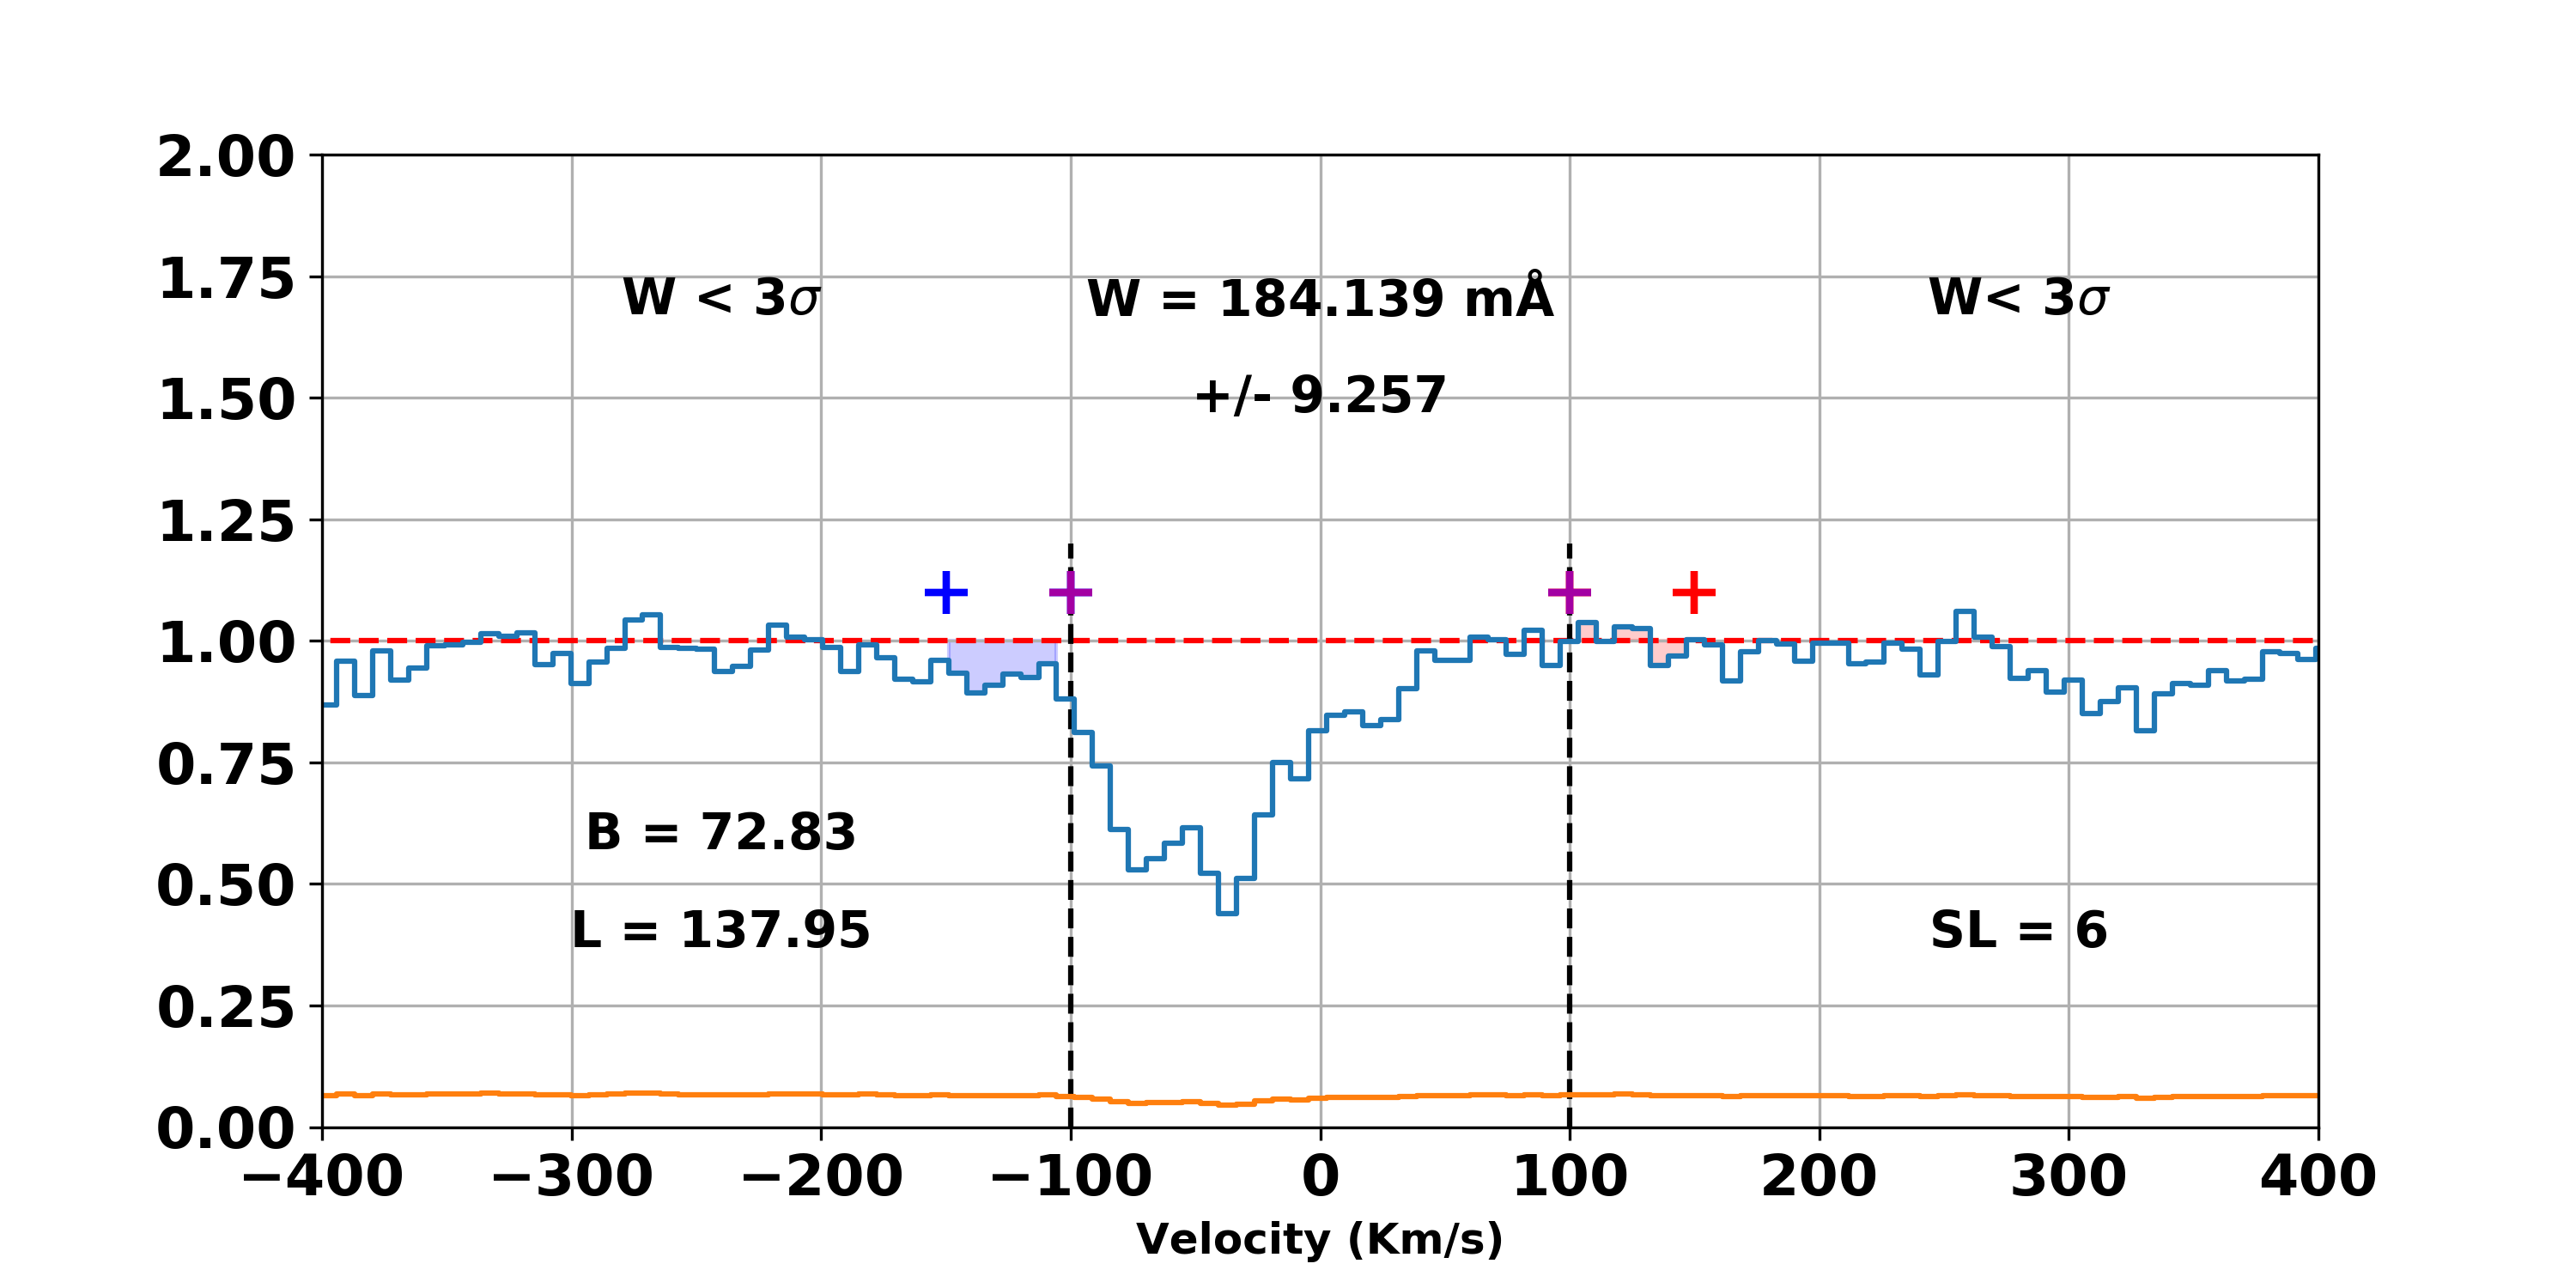 2.00
1.75
W < 3σ
W = 184.139 mÅ
W< 3σ
1.50
+/- 9.257
1.25
1.00
0.75
B = 72.83
0.50
L = 137.95
SL = 6
0.25
0.00
−400 −300 −200 −100 0 100 200 300 400
Velocity (Km/s)